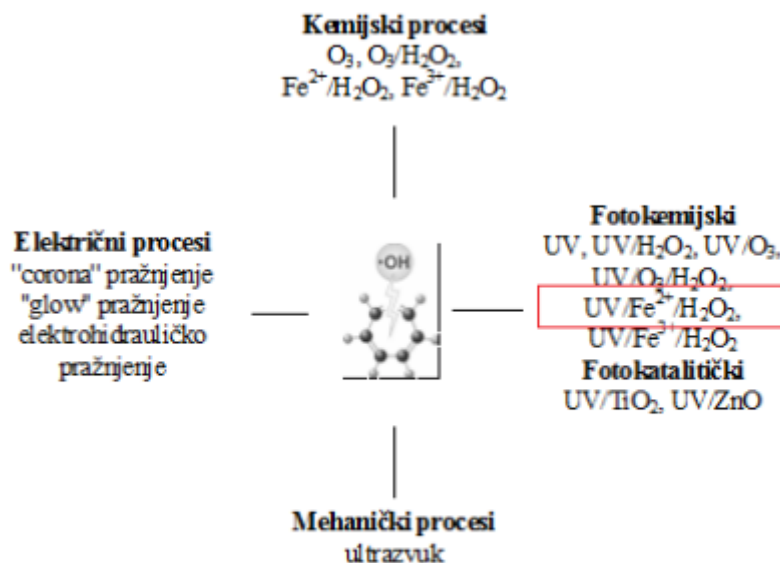 Kemijski procesi
O₃, O₃/H₂O₂,
Fe²⁺/H₂O₂, Fe³⁺/H₂O₂
Električni procesi
"corona" pražnjenje
"glow" pražnjenje
elektrohidrauličko
pražnjenje
•OH
Fotokemijski
UV, UV/H₂O₂, UV/O₃,
UV/O₃/H₂O₂,
UV/Fe²⁺/H₂O₂,
UV/Fe³⁺/H₂O₂
Fotokatalitički
UV/TiO₂, UV/ZnO
Mehanički procesi
ultrazvuk